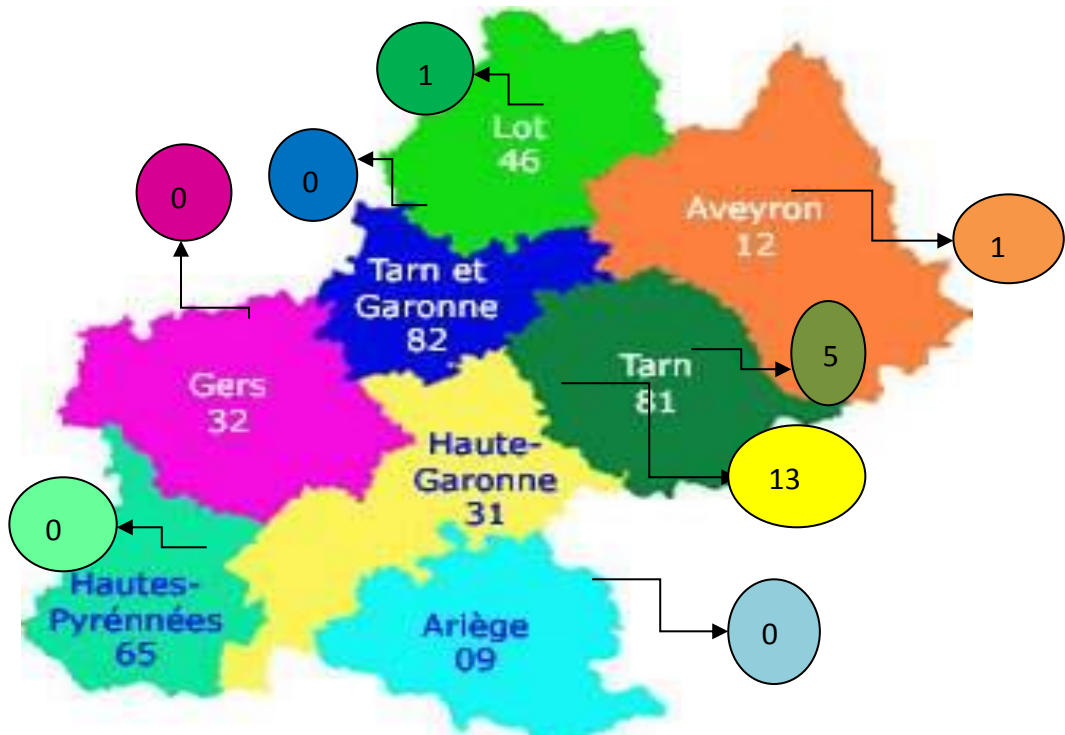 1
Lot
46
0
0
Aveyron
12
1
Tarn et
Garonne
82
Gers
32
Tarn
81
5
Haute-
Garonne
31
13
0
Hautes-
Pyrénnées
65
Ariège
09
0